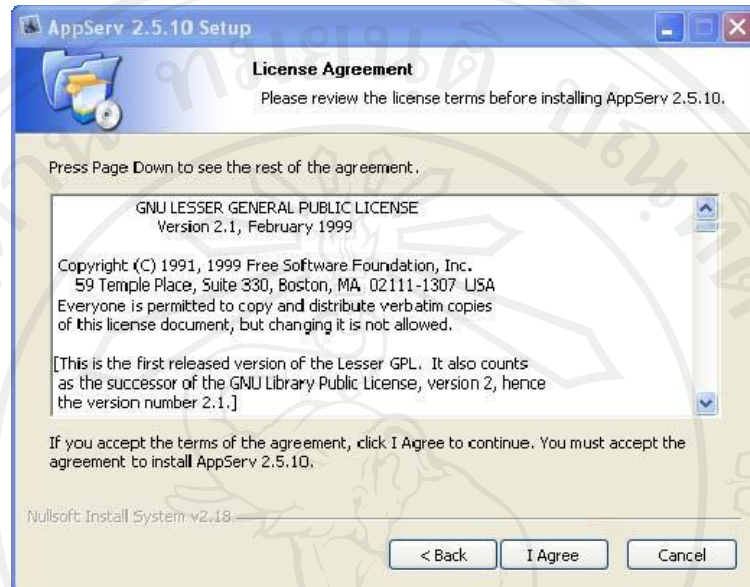 AppServ 2.5.10 Setup
License Agreement
Please review the license terms before installing AppServ 2.5.10.
Press Page Down to see the rest of the agreement.
GNU LESSER GENERAL PUBLIC LICENSE
Version 2.1, February 1999
Copyright (C) 1991, 1999 Free Software Foundation, Inc.
59 Temple Place, Suite 330, Boston, MA 02111-1307 USA
Everyone is permitted to copy and distribute verbatim copies
of this license document, but changing it is not allowed.
[This is the first released version of the Lesser GPL. It also counts
as the successor of the GNU Library Public License, version 2, hence
the version number 2.1.]
If you accept the terms of the agreement, click I Agree to continue. You must accept the
agreement to install AppServ 2.5.10.
Nullsoft Install System v2.18
< Back
I Agree
Cancel